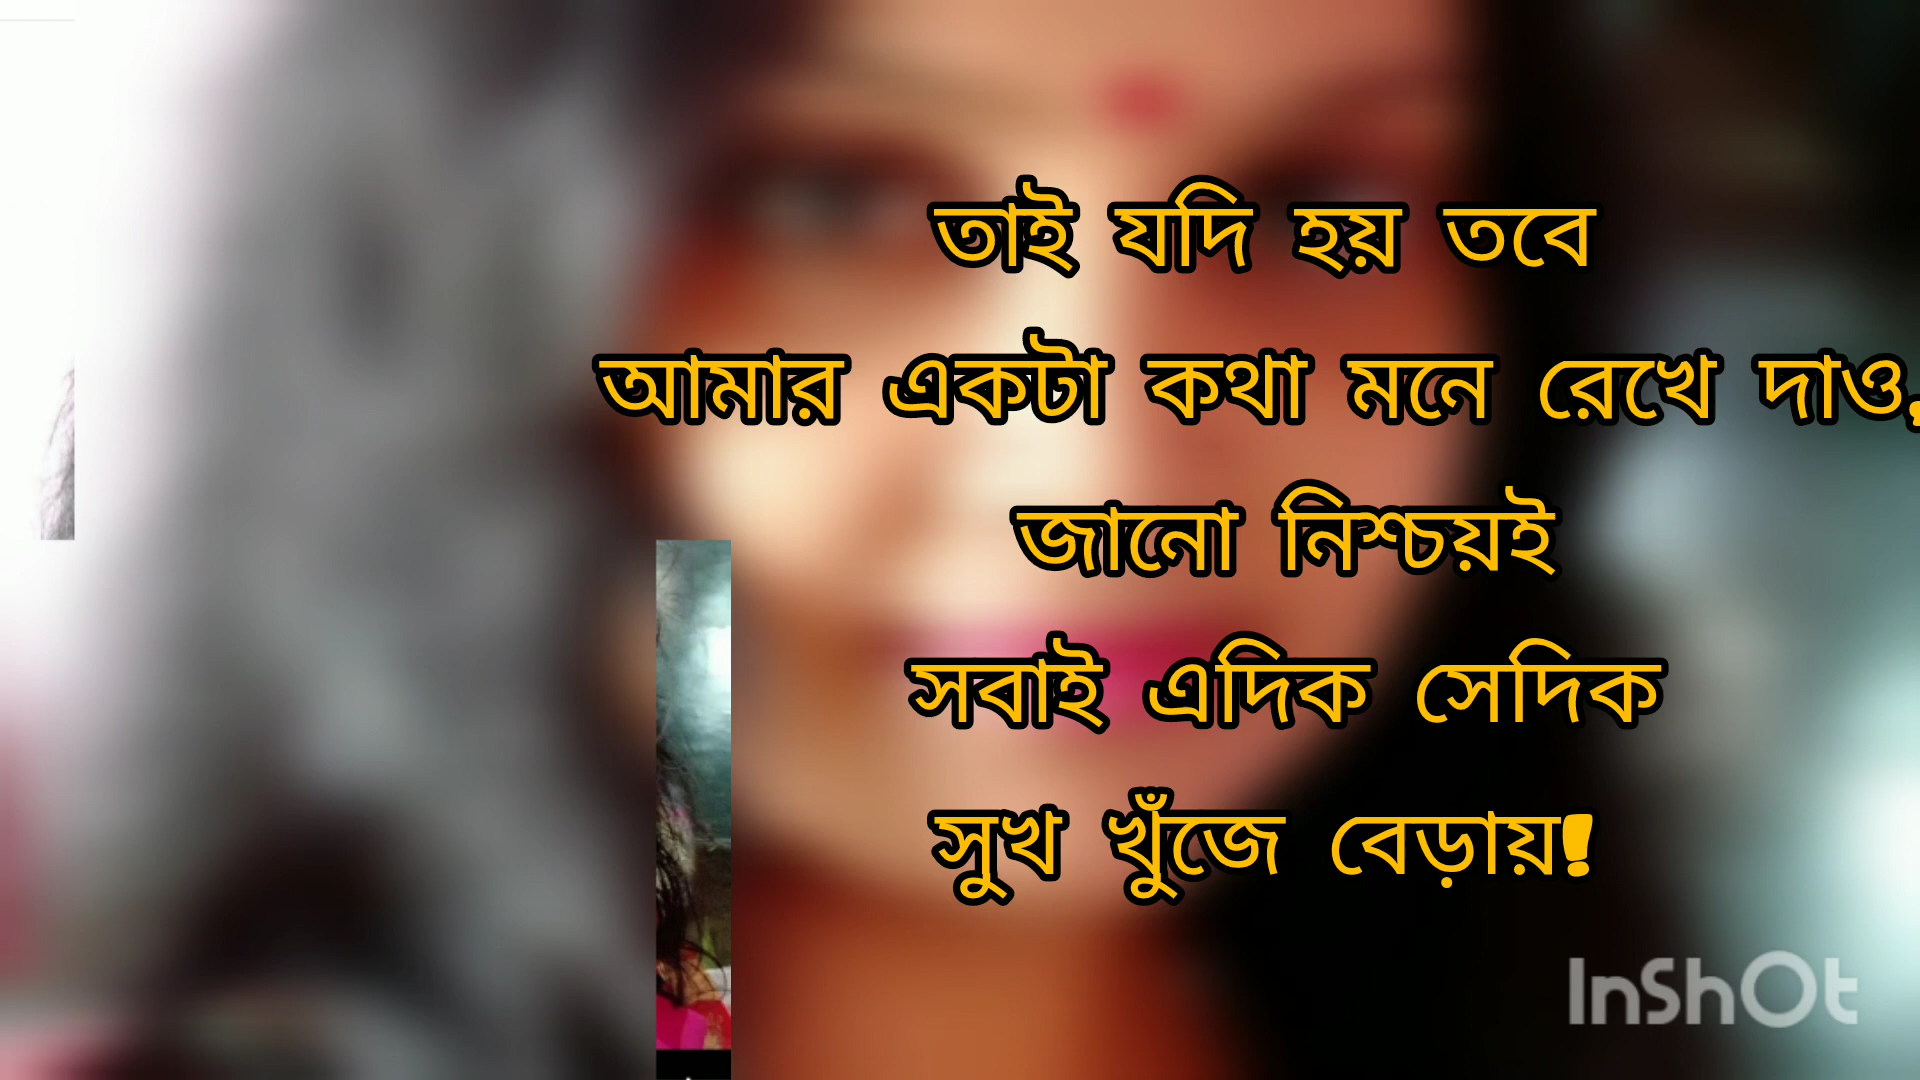 তাই যদি হয় তবে
আমার একটা কথা মনে রেখে দাও,
জানো নিশ্চয়ই
সবাই এদিক সেদিক
সুখ খুঁজে বেড়ায়!
InShOt